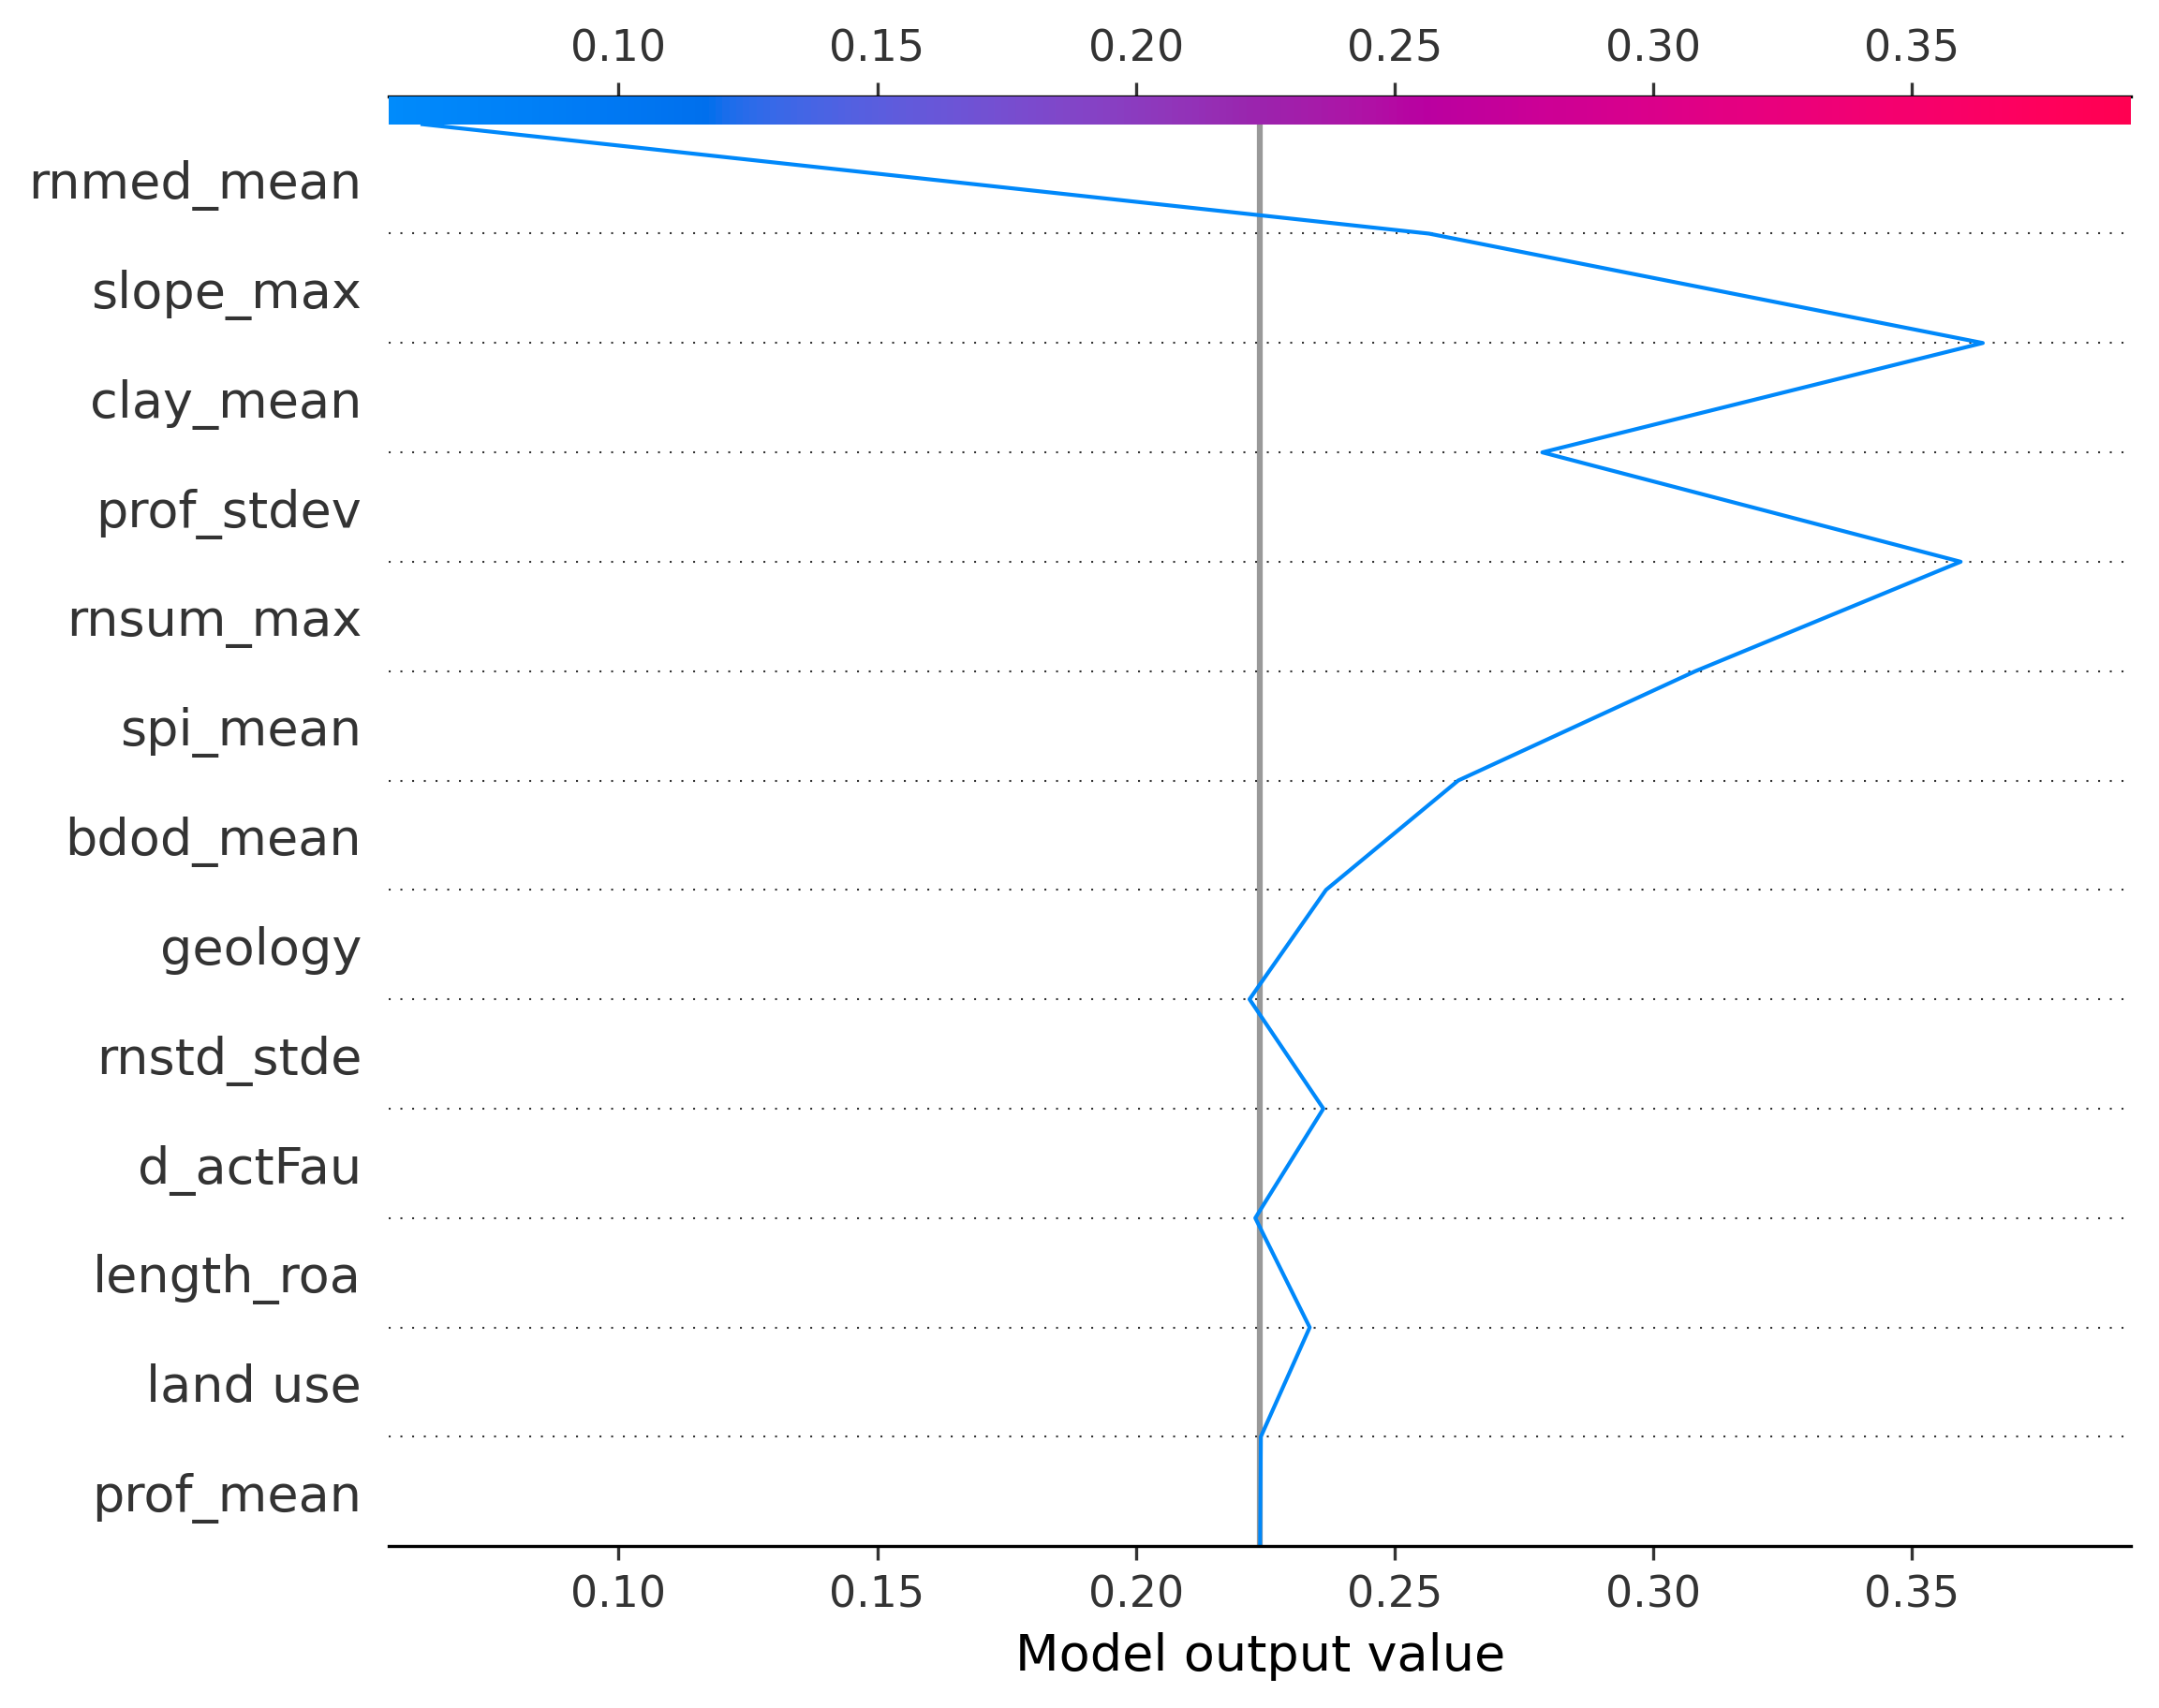 0.10 0.15 0.20 0.25 0.30 0.35
rnmed_mean
slope_max
clay_mean
prof_stdev
rnsum_max
spi_mean
bdod_mean
geology
rnstd_stde
d_actFau
length_roa
land use
prof_mean
0.10 0.15 0.20 0.25 0.30 0.35
Model output value